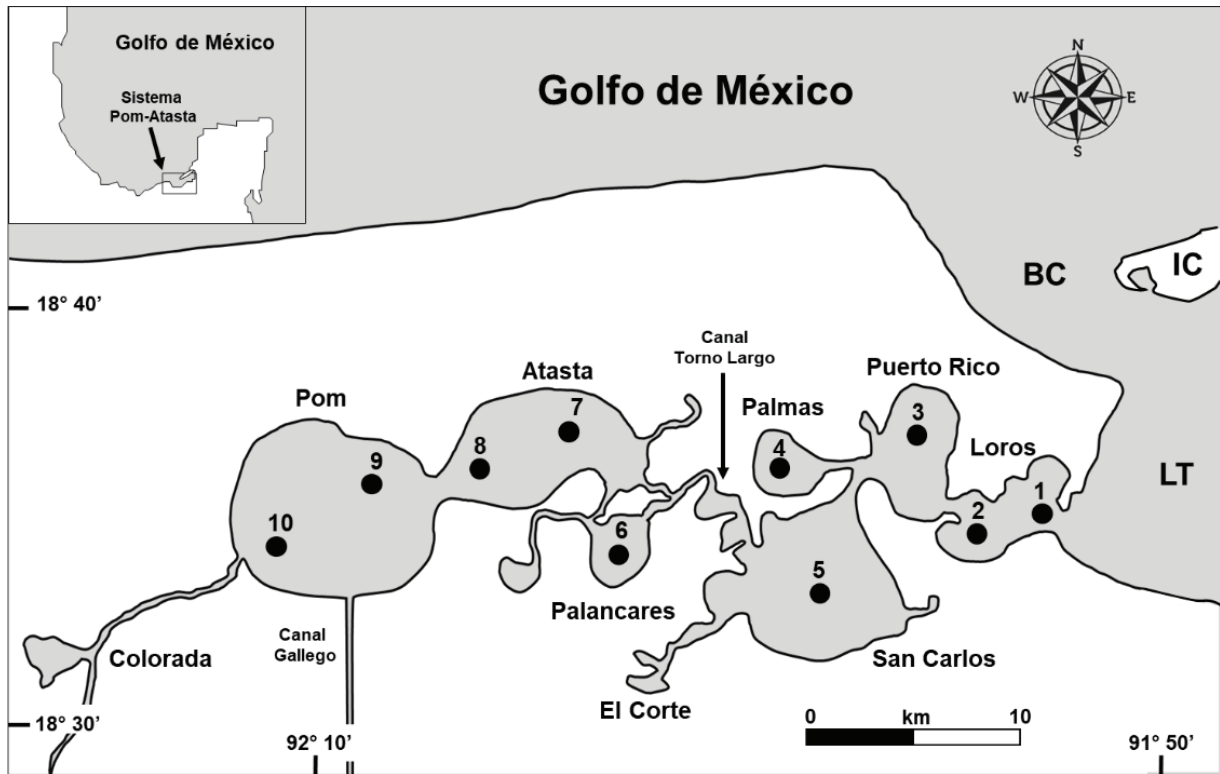 Golfo de México
Sistema
Pom-Atasta
Golfo de México
N
W
E
S
BC
IC
18° 40’
Canal
Torno Largo
Puerto Rico
Atasta
Pom
Palmas
7
3
Loros
8
4
LT
9
1
10
6
2
5
Palancares
Canal
Gallego
Colorada
San Carlos
El Corte
18° 30’
0 km 10
92° 10’
91° 50’